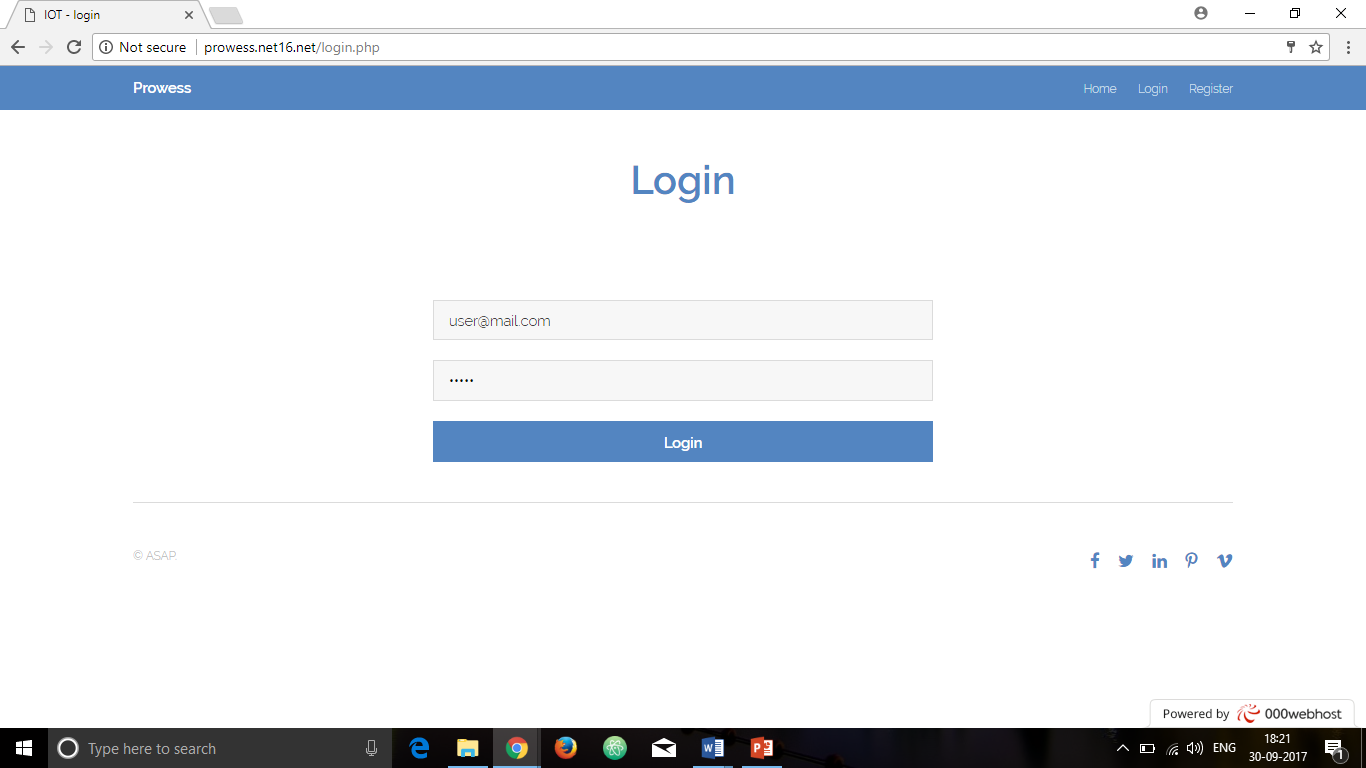 IOT - login
Not secure prowess.net16.net/login.php
Prowess Home Login Register
Login
user@mail.com
•••••
Login
© ASAP.
Powered by 000webhost
Type here to search
ENG
18:21
30-09-2017
1